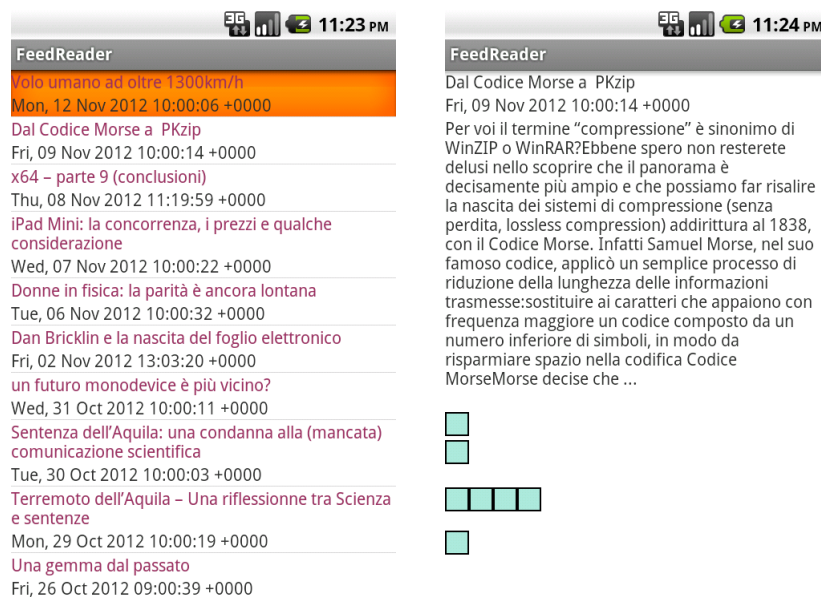 3G 11:23 PM
FeedReader
Volo umano ad oltre 1300km/h
Mon, 12 Nov 2012 10:00:06 +0000
Dal Codice Morse a  PKzip
Fri, 09 Nov 2012 10:00:14 +0000
x64 – parte 9 (conclusioni)
Thu, 08 Nov 2012 11:19:59 +0000
iPad Mini: la concorrenza, i prezzi e qualche
considerazione
Wed, 07 Nov 2012 10:00:22 +0000
Donne in fisica: la parità è ancora lontana
Tue, 06 Nov 2012 10:00:32 +0000
Dan Bricklin e la nascita del foglio elettronico
Fri, 02 Nov 2012 13:03:20 +0000
un futuro monodevice è più vicino?
Wed, 31 Oct 2012 10:00:11 +0000
Sentenza dell’Aquila: una condanna alla (mancata)
comunicazione scientifica
Tue, 30 Oct 2012 10:00:03 +0000
Terremoto dell’Aquila – Una riflessionne tra Scienza
e sentenze
Mon, 29 Oct 2012 10:00:19 +0000
Una gemma dal passato
Fri, 26 Oct 2012 09:00:39 +0000
3G 11:24 PM
FeedReader
Dal Codice Morse a  PKzip
Fri, 09 Nov 2012 10:00:14 +0000
Per voi il termine “compressione” è sinonimo di
WinZIP o WinRAR?Ebbene spero non resterete
delusi nello scoprire che il panorama è
decisamente più ampio e che possiamo far risalire
la nascita dei sistemi di compressione (senza
perdita, lossless compression) addirittura al 1838,
con il Codice Morse. Infatti Samuel Morse, nel suo
famoso codice, applicò un semplice processo di
riduzione della lunghezza delle informazioni
trasmesse:sostituire ai caratteri che appaiono con
frequenza maggiore un codice composto da un
numero inferiore di simboli, in modo da
risparmiare spazio nella codifica Codice
MorseMorse decise che ...